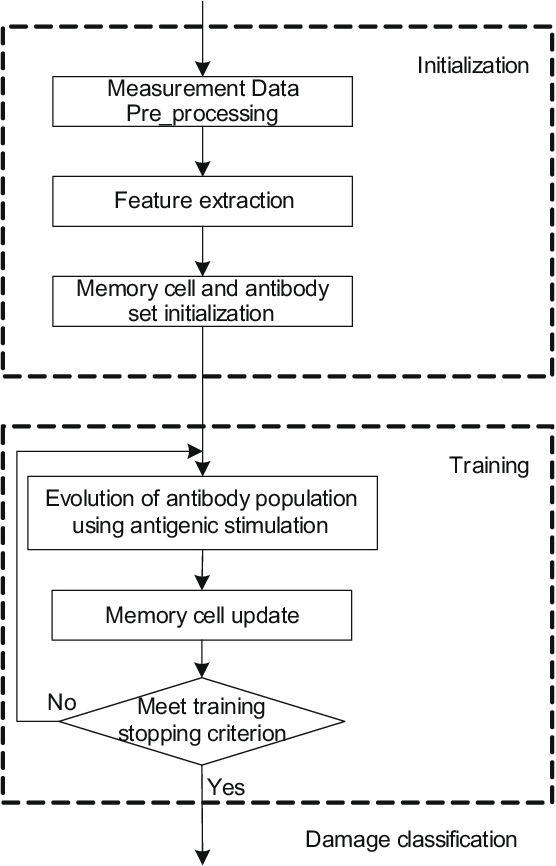 Initialization
Measurement Data
Pre_processing
Feature extraction
Memory cell and antibody
set initialization
Training
Evolution of antibody population
using antigenic stimulation
Memory cell update
No
Meet training
stopping criterion
Yes
Damage classification